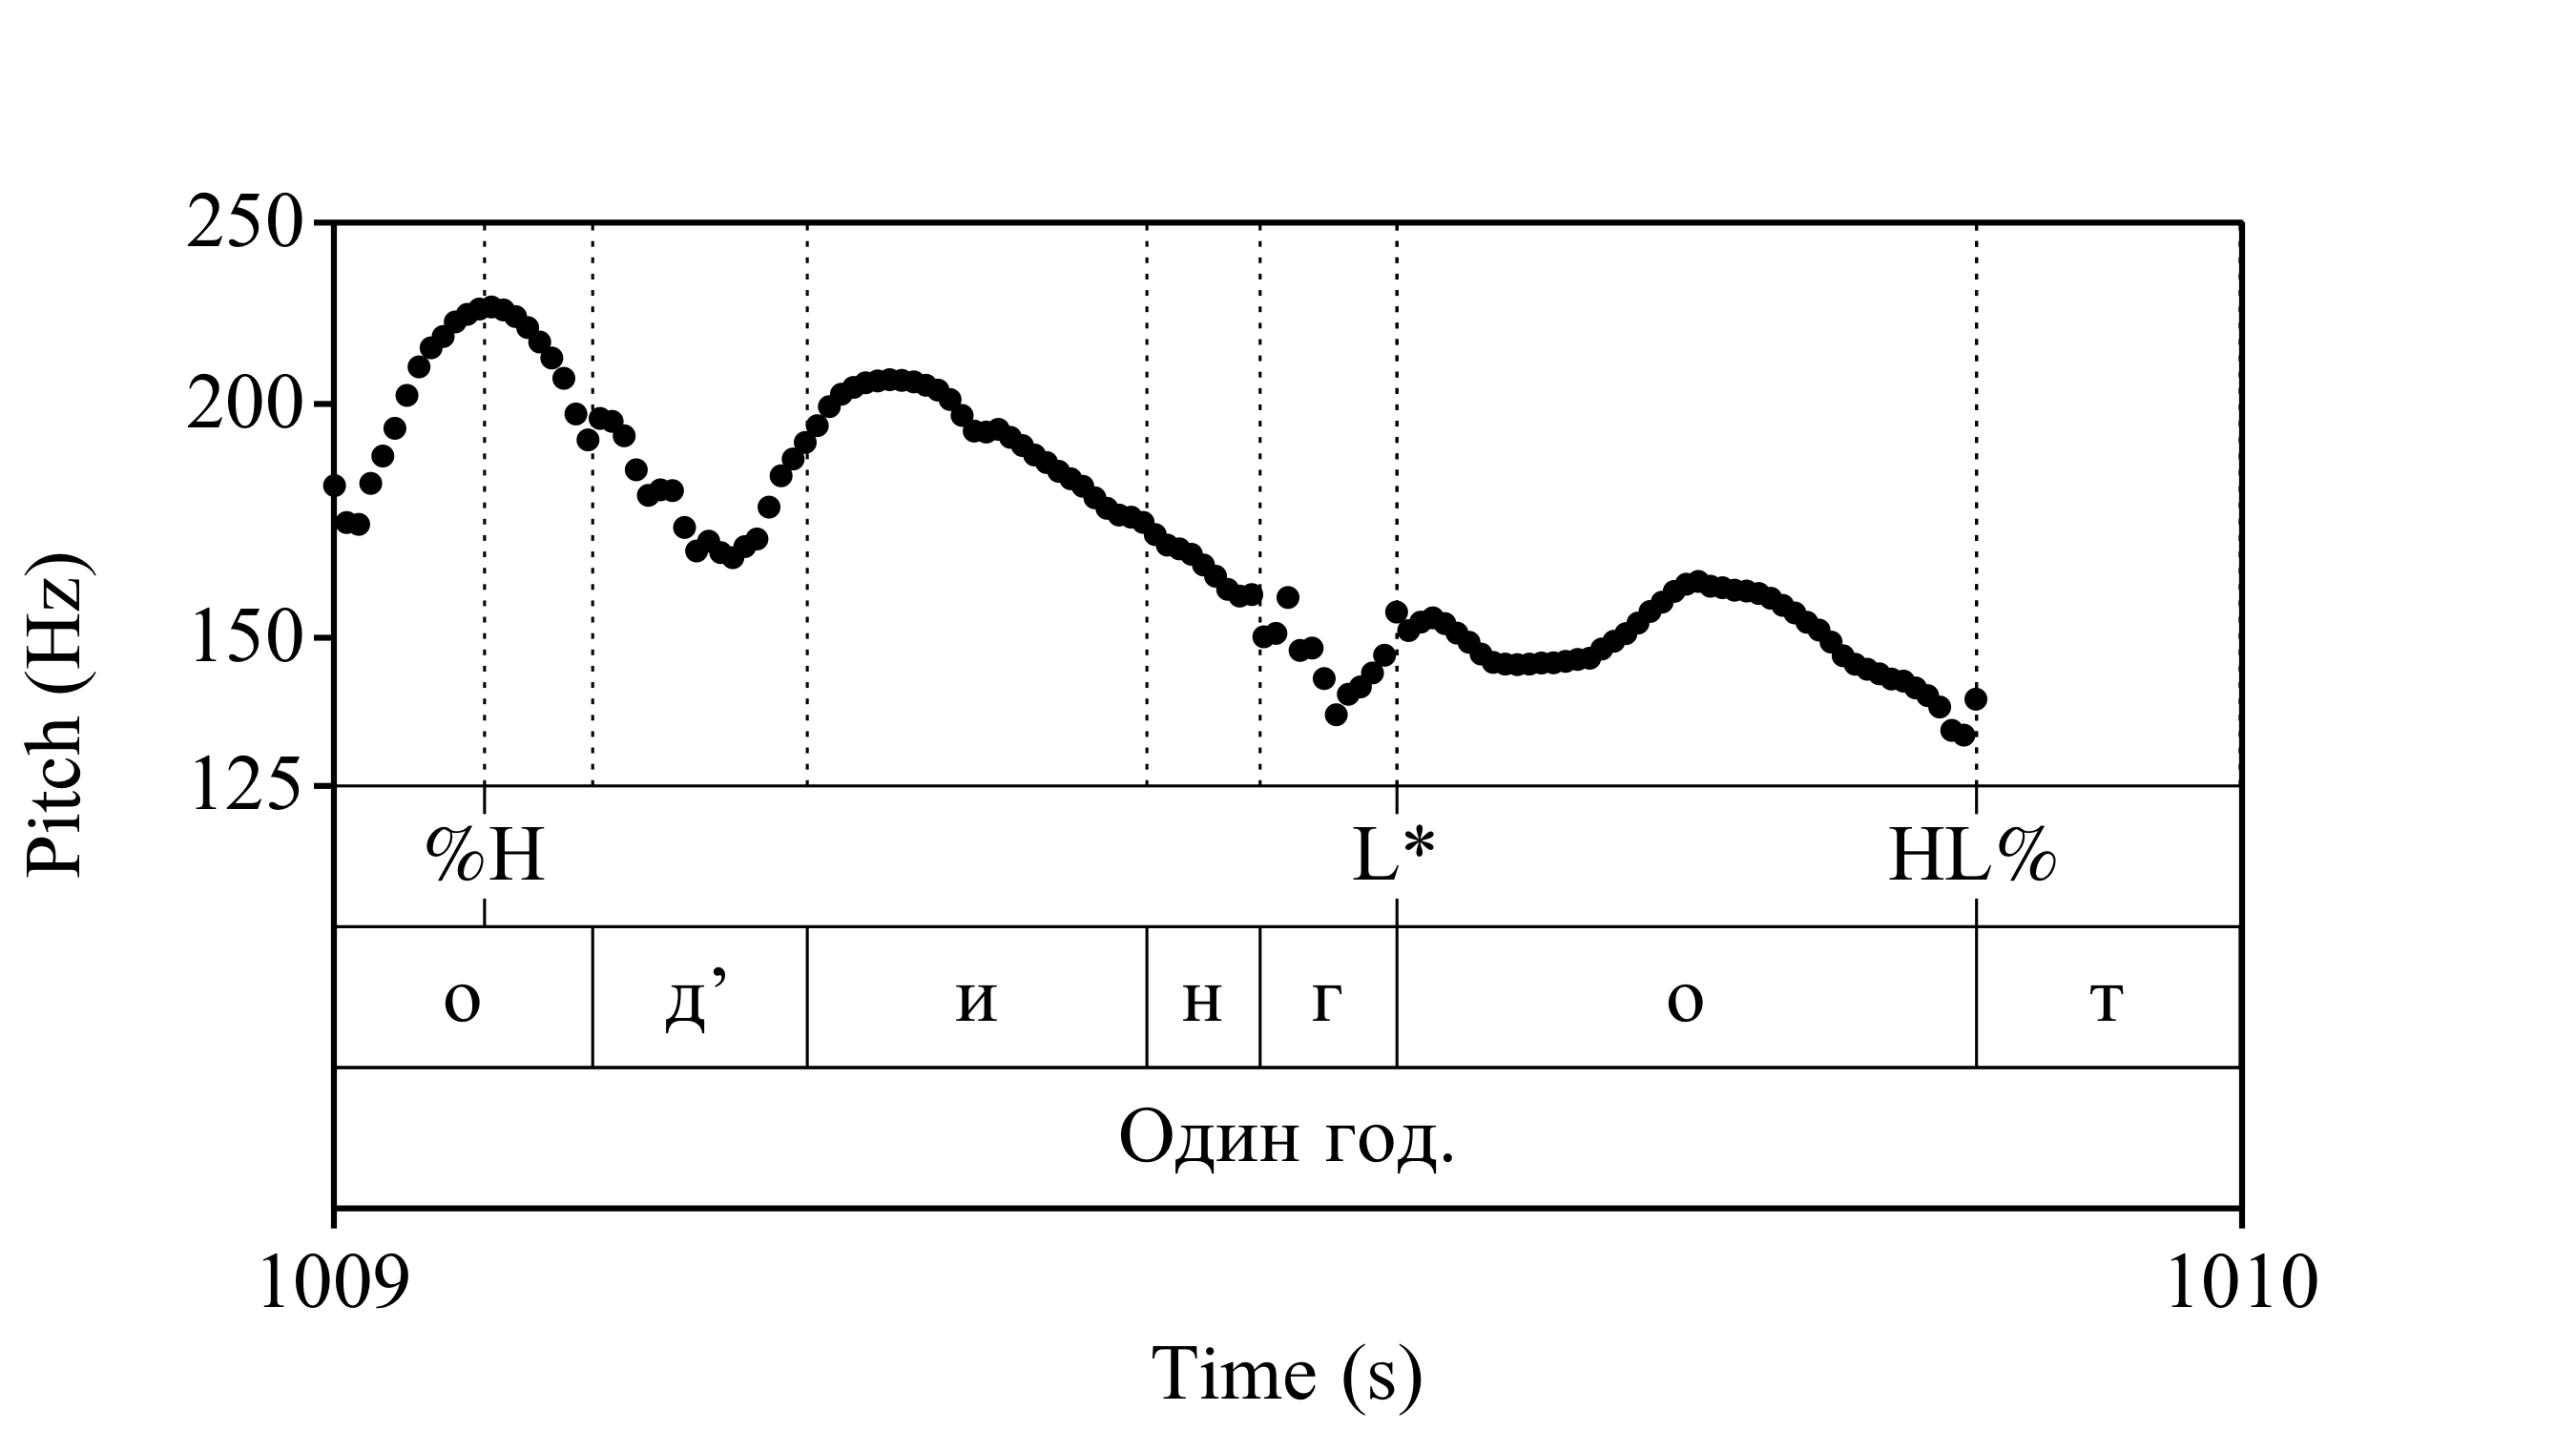 250
200
150
125
Pitch (Hz)
%H L* HL%
о д’ и н г о т
Один год.
1009 1010
Time (s)